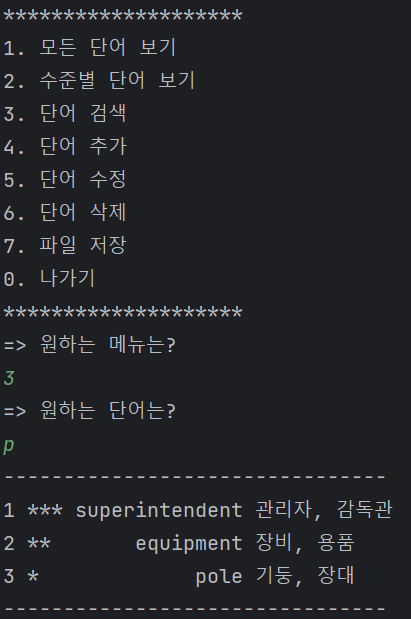 ********************
1. 모든 단어 보기
2. 수준별 단어 보기
3. 단어 검색
4. 단어 추가
5. 단어 수정
6. 단어 삭제
7. 파일 저장
0. 나가기
********************
=> 원하는 메뉴는?
3
=> 원하는 단어는?
p
--------------------------------
1 *** superintendent 관리자, 감독관
2 **       equipment 장비, 용품
3 *             pole 기둥, 장대
--------------------------------